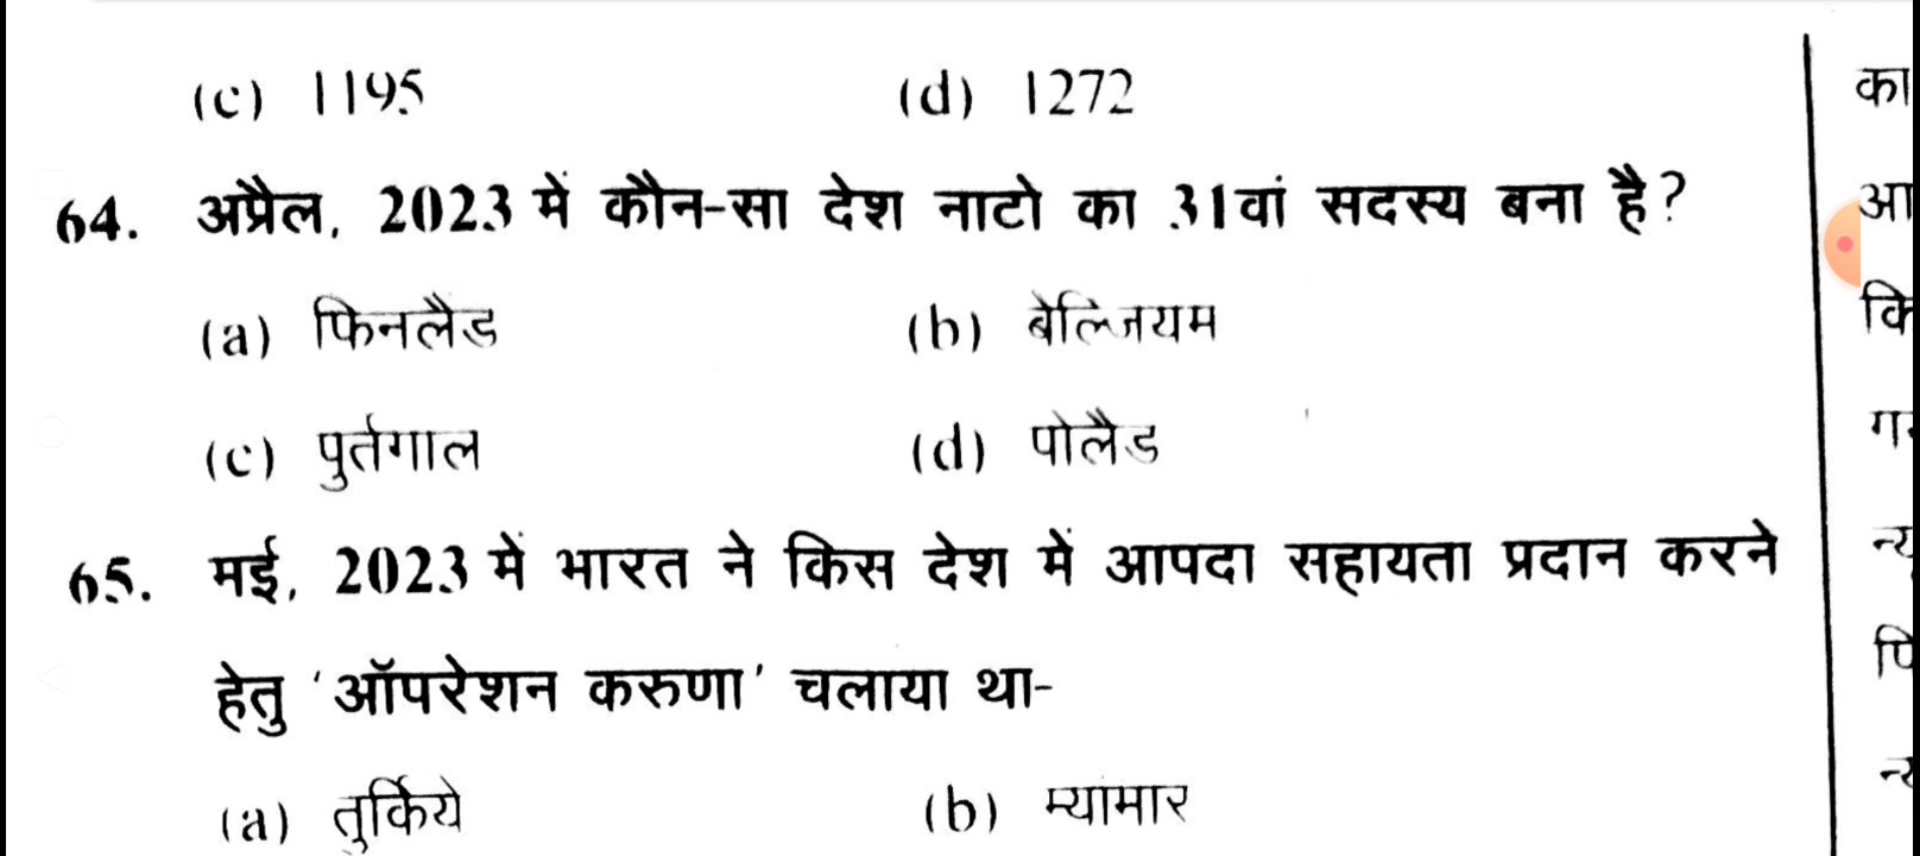 (c) 1195 (d) 1272
64. अप्रैल, 2023 में कौन-सा देश नाटो का 31वां सदस्य बना है?
(a) फिनलैंड (b) बेल्जियम
(c) पुर्तगाल (d) पोलैंड
65. मई, 2023 में भारत ने किस देश में आपदा सहायता प्रदान करने
हेतु 'ऑपरेशन करुणा' चलाया था-
(a) तुर्किये (b) म्यांमार
का
आ
कि